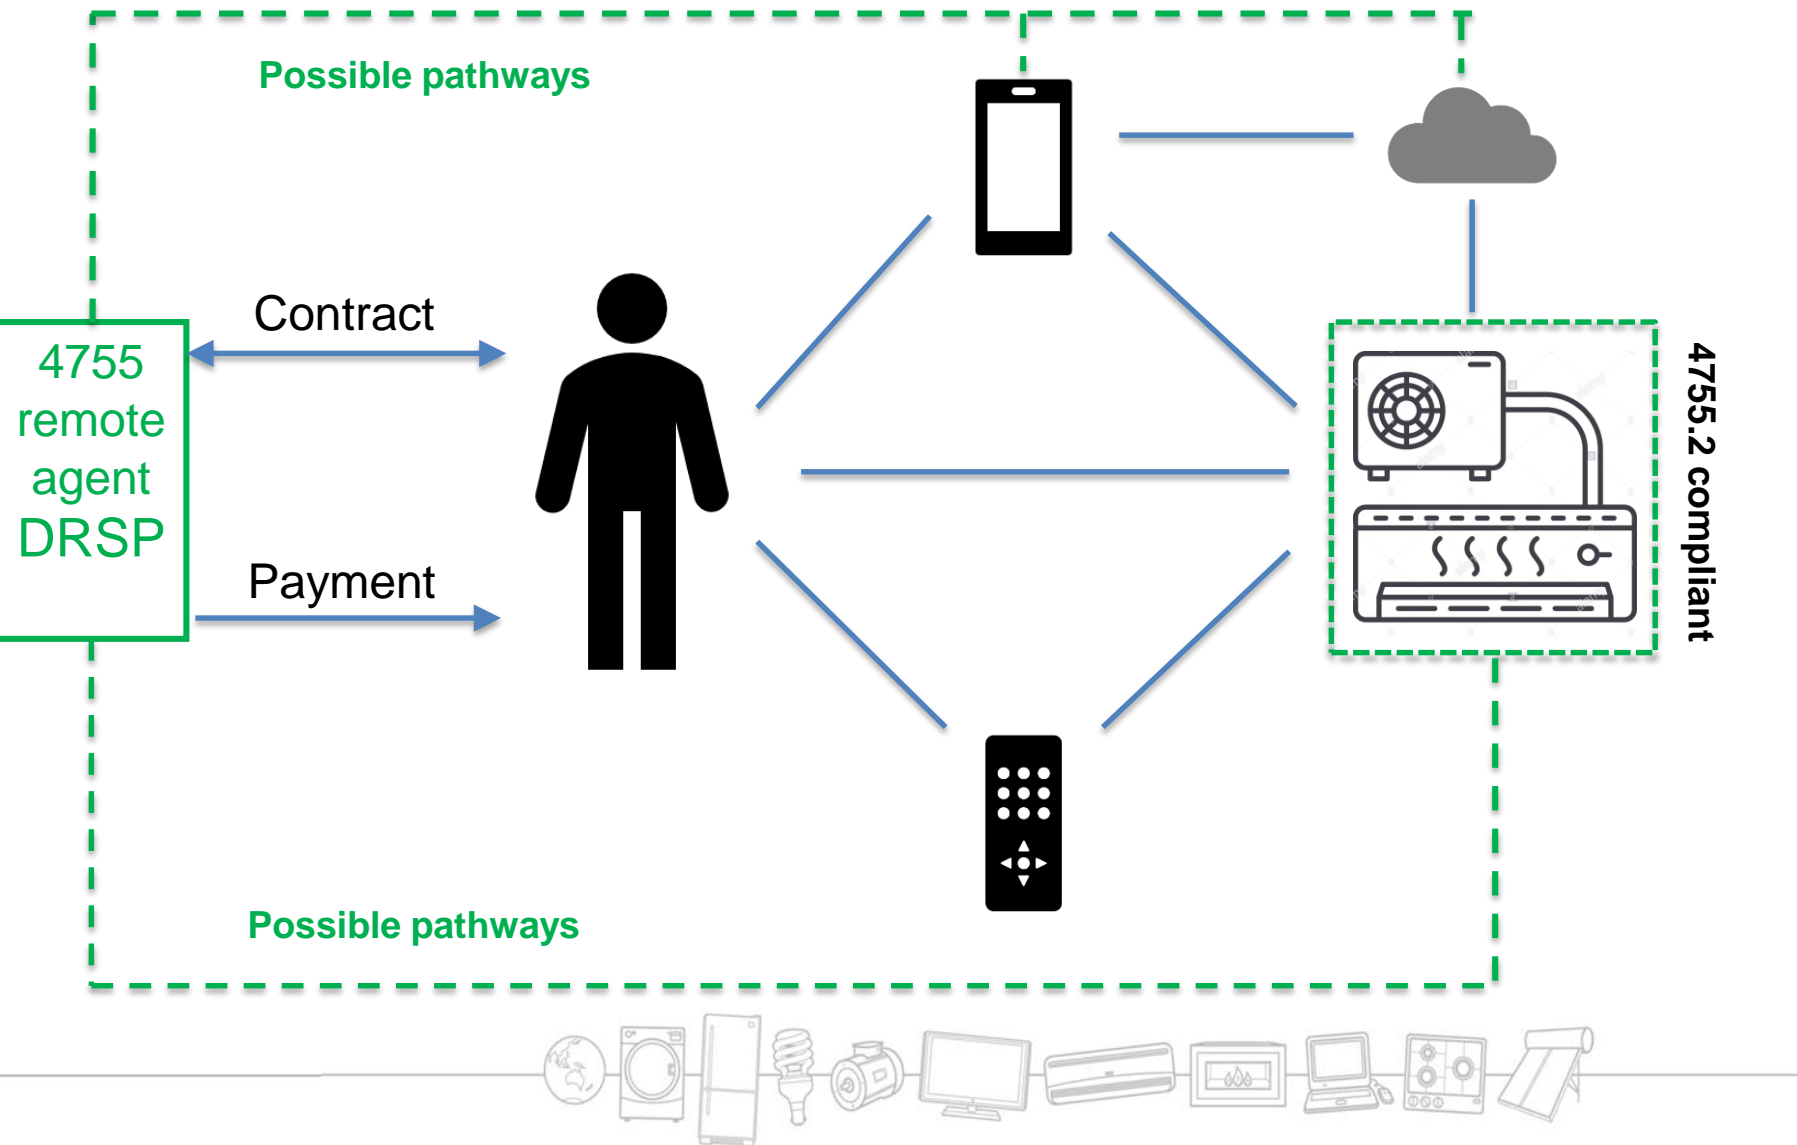 Possible pathways
Contract
4755
remote
agent
DRSP
Payment
4755.2 compliant
Possible pathways